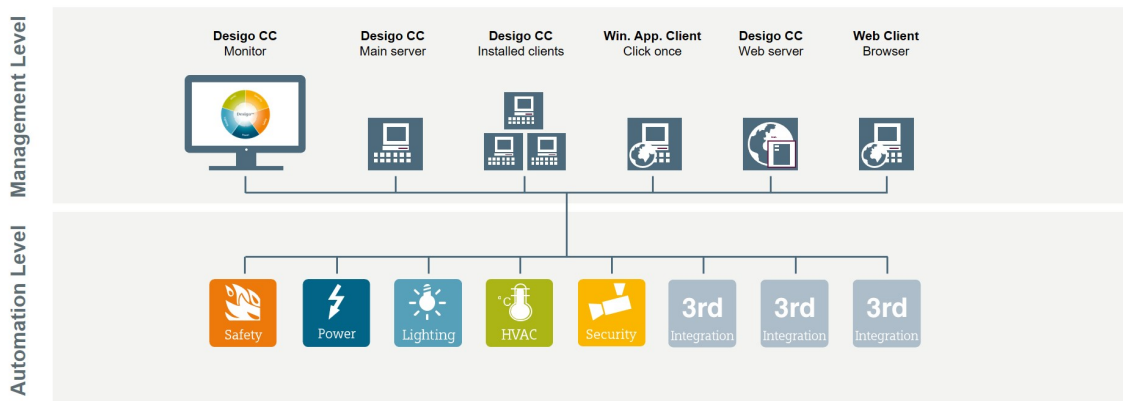 Management Level
Desigo CC
Monitor
Desigo CC
Main server
Desigo CC
Installed clients
Win. App. Client
Click once
Desigo CC
Web server
Web Client
Browser
Desigo CC
Automation Level
Safety
Power
Lighting
°C
HVAC
Security
3rd
Integration
3rd
Integration
3rd
Integration